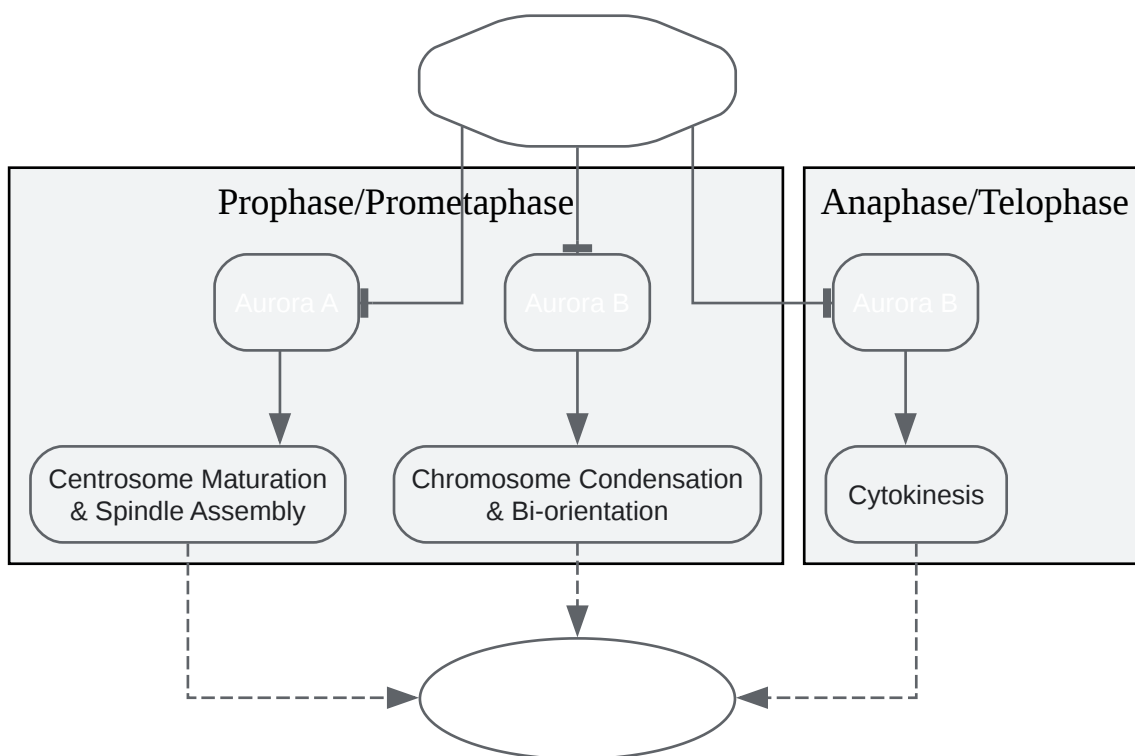 Prophase/Prometaphase
Anaphase/Telophase
Aurora A
Aurora B
Aurora B
Centrosome Maturation
& Spindle Assembly
Chromosome Condensation
& Bi-orientation
Cytokinesis